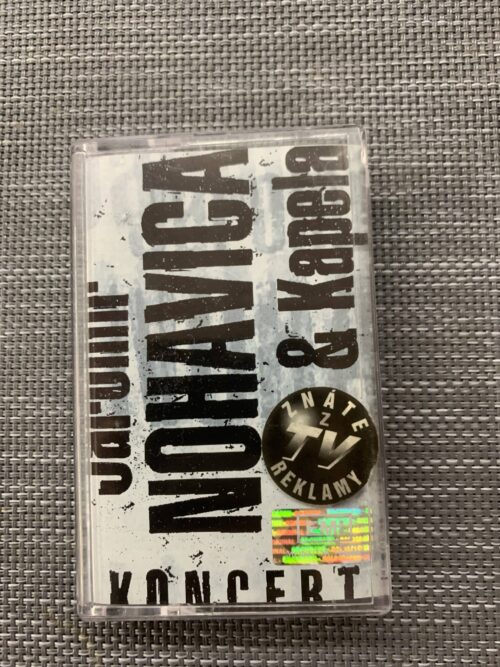 Jaromír
NOHAVICA
& Kapela
ZNÁTE
Z
TV
REKLAMY
KONCERT